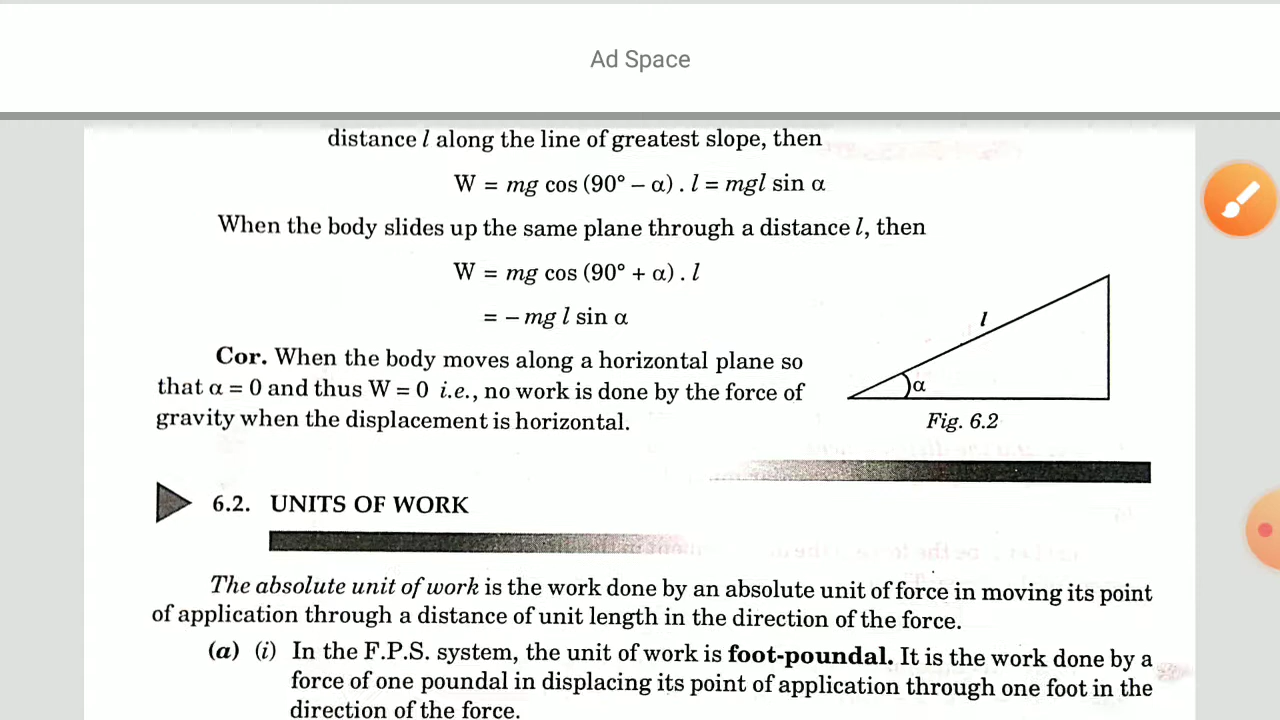 Ad Space
distance l along the line of greatest slope, then
W = mg cos (90° – α) . l = mgl sin α
When the body slides up the same plane through a distance l, then
W = mg cos (90° + α) . l
= – mg l sin α
Cor. When the body moves along a horizontal plane so
that α = 0 and thus W = 0 i.e., no work is done by the force of
gravity when the displacement is horizontal.
l
α
Fig. 6.2
6.2. UNITS OF WORK
The absolute unit of work is the work done by an absolute unit of force in moving its point
of application through a distance of unit length in the direction of the force.
(a) (i) In the F.P.S. system, the unit of work is foot-poundal. It is the work done by a
force of one poundal in displacing its point of application through one foot in the
direction of the force.